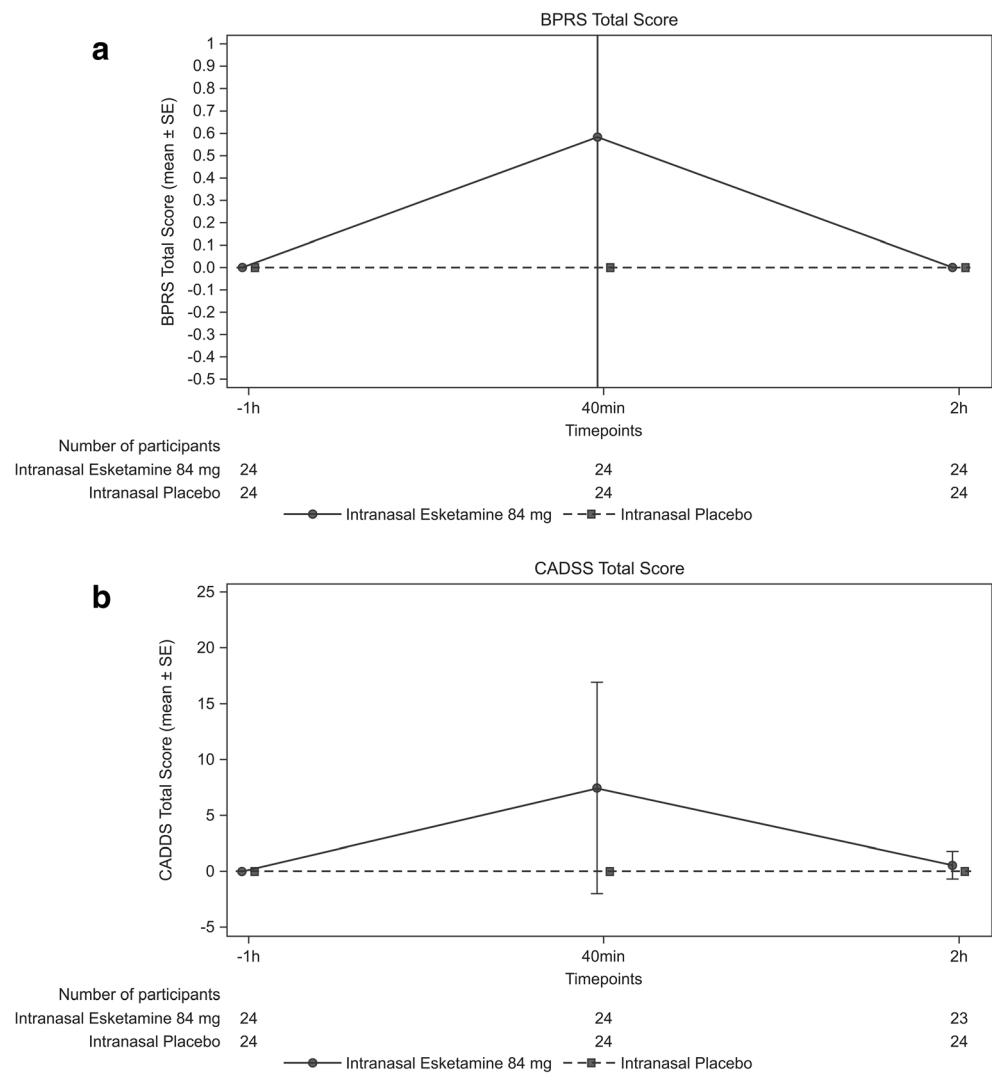 a
BPRS Total Score
BPRS Total Score (mean ± SE)
1
0.9
0.8
0.7
0.6
0.5
0.4
0.3
0.2
0.1
0.0
-0.1
-0.2
-0.3
-0.4
-0.5
-1h 40min 2h
Timepoints
Number of participants
Intranasal Esketamine 84 mg 24 24 24
Intranasal Placebo 24 24 24
Intranasal Esketamine 84 mg Intranasal Placebo
b
CADSS Total Score
CADDS Total Score (mean ± SE)
25
20
15
10
5
0
-5
-1h 40min 2h
Timepoints
Number of participants
Intranasal Esketamine 84 mg 24 24 23
Intranasal Placebo 24 24 24
Intranasal Esketamine 84 mg Intranasal Placebo